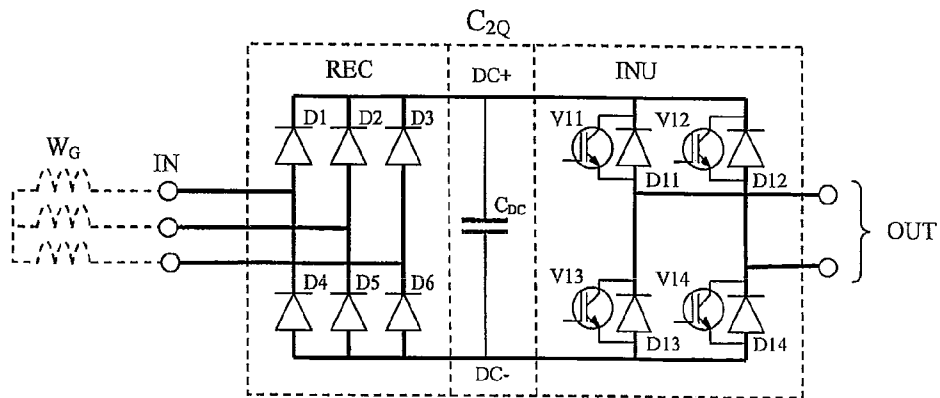 C2Q
REC
DC+
INU
D1
D2
D3
V11
V12
WG
IN
D11
D12
CDC
OUT
D4
D5
D6
V13
V14
D13
D14
DC-